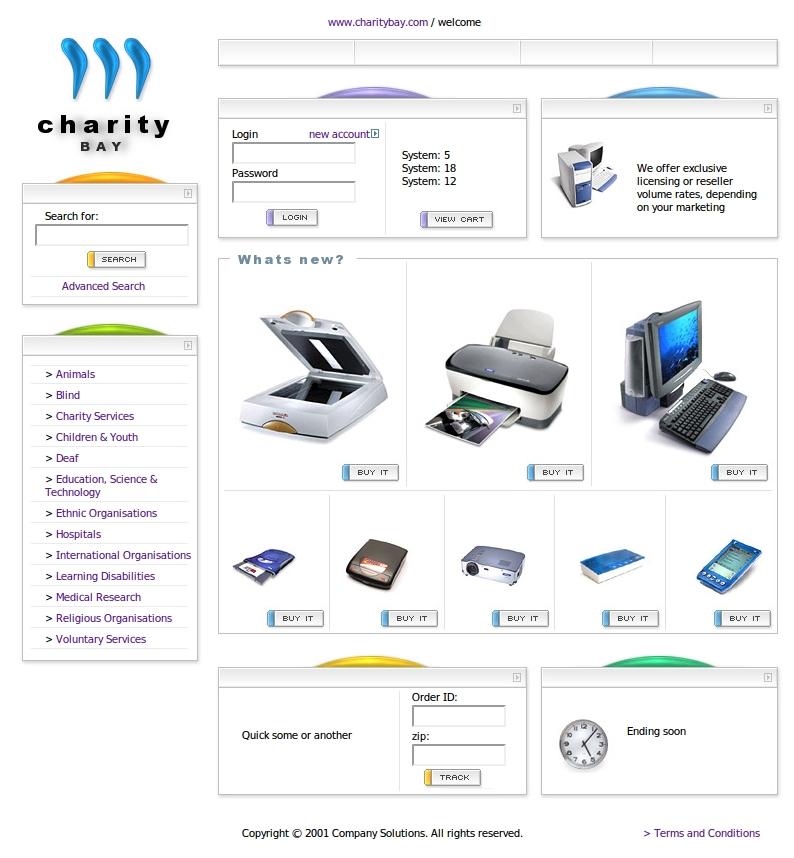 www.charitybay.com / welcome
charity
BAY
Login
new account
Password
LOGIN
System: 5
System: 18
System: 12
VIEW CART
We offer exclusive
licensing or reseller
volume rates, depending
on your marketing
Search for:
SEARCH
Advanced Search
Whats new?
BUY IT
BUY IT
BUY IT
BUY IT
BUY IT
BUY IT
BUY IT
BUY IT
> Animals
> Blind
> Charity Services
> Children & Youth
> Deaf
> Education, Science &
Technology
> Ethnic Organisations
> Hospitals
> International Organisations
> Learning Disabilities
> Medical Research
> Religious Organisations
> Voluntary Services
Quick some or another
Order ID:
zip:
TRACK
Ending soon
Copyright © 2001 Company Solutions. All rights reserved.
> Terms and Conditions